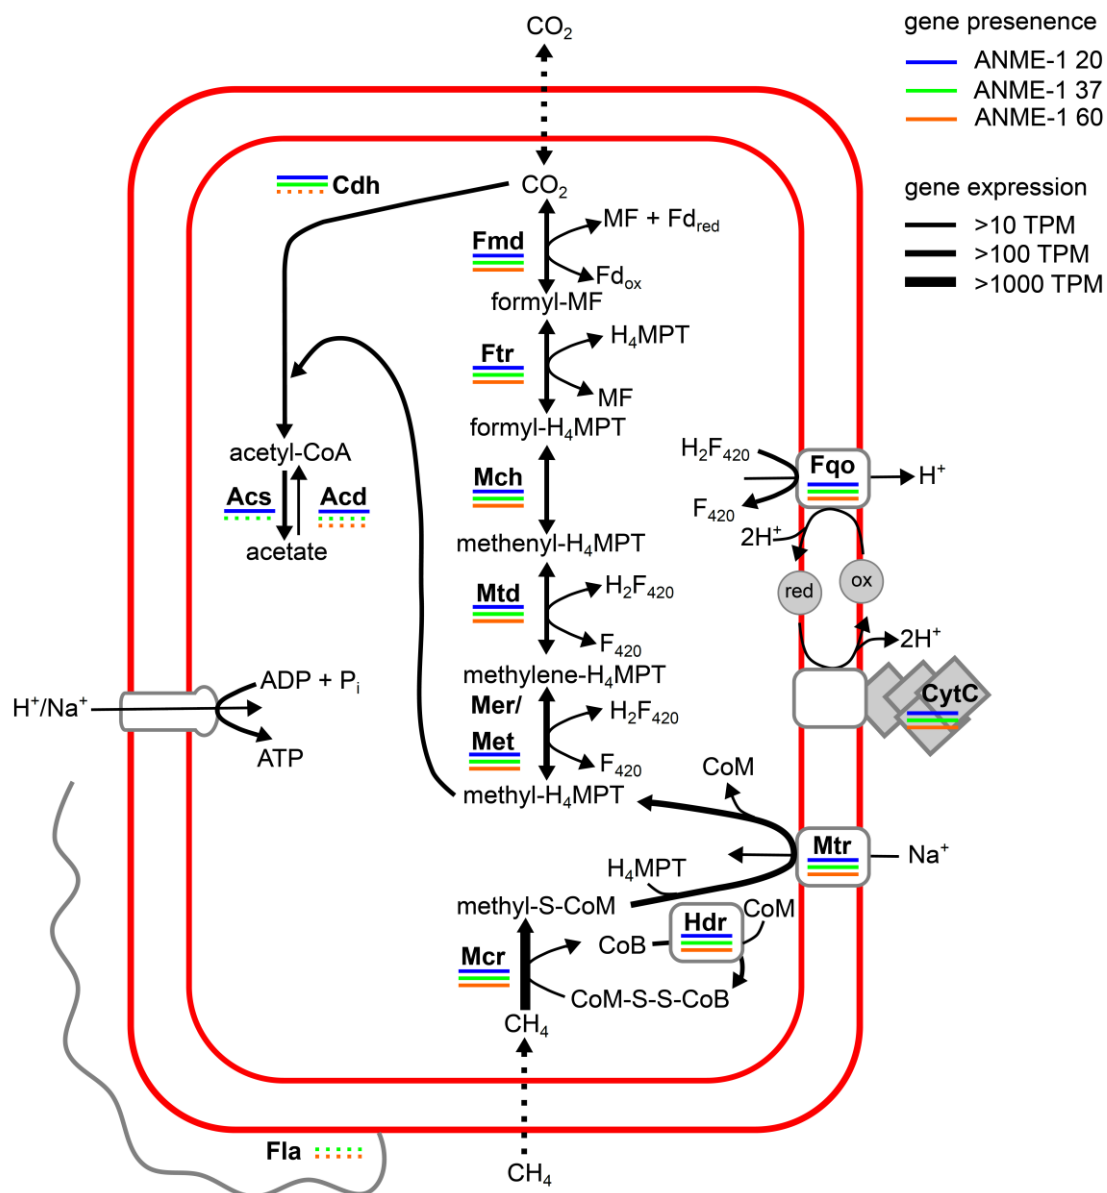 CO₂
gene presenence
ANME-1 20
ANME-1 37
ANME-1 60
gene expression
>10 TPM
>100 TPM
>1000 TPM
Cdh
CO₂
Fmd
MF + Fd_red
Fd_ox
formyl-MF
Ftr
H₄MPT
MF
formyl-H₄MPT
acetyl-CoA
Acs
Acd
acetate
Mch
methenyl-H₄MPT
H₂F₄₂₀
F₄₂₀
Fqo
H⁺
2H⁺
red
ox
2H⁺
CytC
Mtd
H₂F₄₂₀
F₄₂₀
methylene-H₄MPT
Mer/
Met
H₂F₄₂₀
F₄₂₀
methyl-H₄MPT
H⁺/Na⁺
ADP + Pᵢ
ATP
CoM
Mtr
Na⁺
H₄MPT
methyl-S-CoM
Mcr
CoB
Hdr
CoM
CoM-S-S-CoB
CH₄
Fla
CH₄